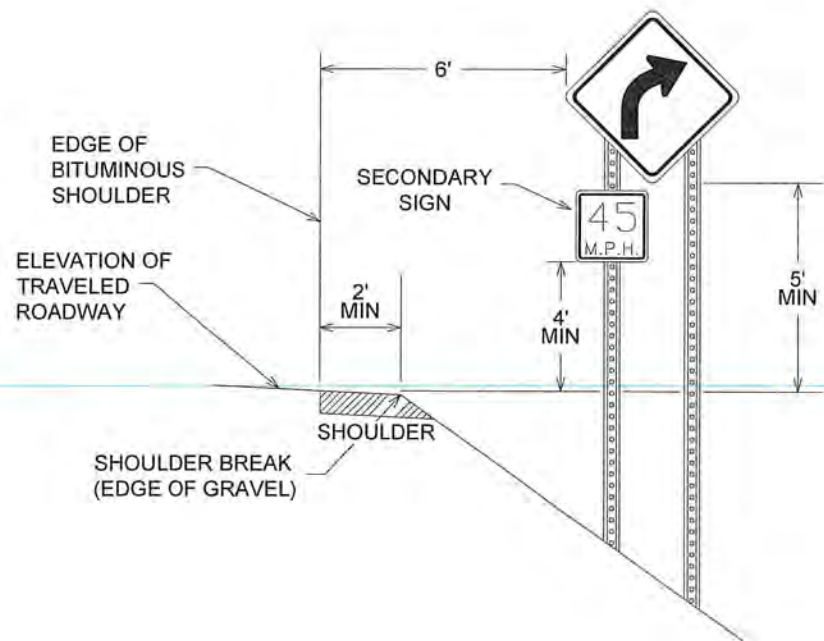 6'
EDGE OF
BITUMINOUS
SHOULDER
SECONDARY
SIGN
45
M.P.H.
ELEVATION OF
TRAVELED
ROADWAY
2'
MIN
4'
MIN
5'
MIN
SHOULDER
SHOULDER BREAK
(EDGE OF GRAVEL)